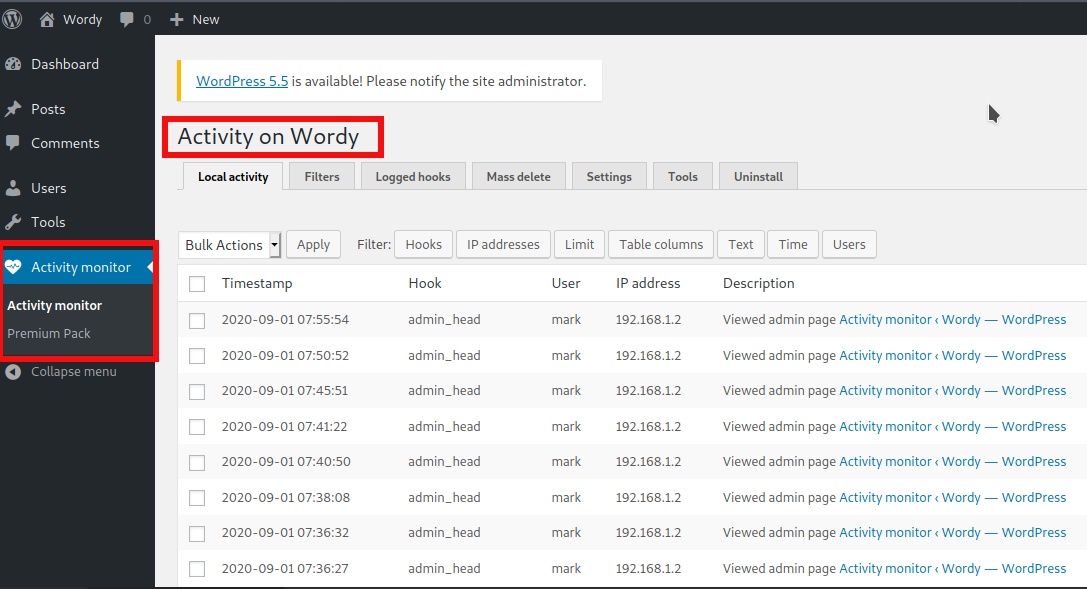 Wordy 0 New
Dashboard
Posts
Comments
Users
Tools
Activity monitor
Activity monitor
Premium Pack
Collapse menu
WordPress 5.5 is available! Please notify the site administrator.
Activity on Wordy
Local activity Filters Logged hooks Mass delete Settings Tools Uninstall
Bulk Actions Apply Filter: Hooks IP addresses Limit Table columns Text Time Users
Timestamp Hook User IP address Description
2020-09-01 07:55:54 admin_head mark 192.168.1.2 Viewed admin page Activity monitor ‹ Wordy — WordPress
2020-09-01 07:50:52 admin_head mark 192.168.1.2 Viewed admin page Activity monitor ‹ Wordy — WordPress
2020-09-01 07:45:51 admin_head mark 192.168.1.2 Viewed admin page Activity monitor ‹ Wordy — WordPress
2020-09-01 07:41:22 admin_head mark 192.168.1.2 Viewed admin page Activity monitor ‹ Wordy — WordPress
2020-09-01 07:40:50 admin_head mark 192.168.1.2 Viewed admin page Activity monitor ‹ Wordy — WordPress
2020-09-01 07:38:08 admin_head mark 192.168.1.2 Viewed admin page Activity monitor ‹ Wordy — WordPress
2020-09-01 07:36:32 admin_head mark 192.168.1.2 Viewed admin page Activity monitor ‹ Wordy — WordPress
2020-09-01 07:36:27 admin_head mark 192.168.1.2 Viewed admin page Activity monitor ‹ Wordy — WordPress